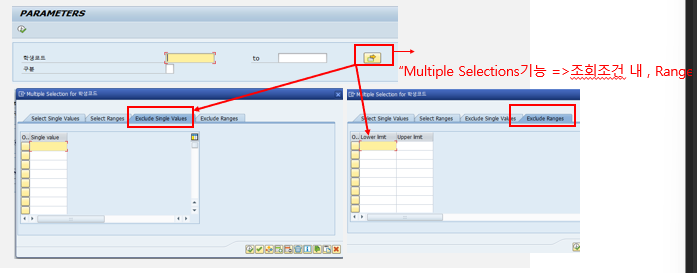 PARAMETERS
학생코드 to
구분
"Multiple Selections기능 =>조회조건 내 , Range
Multiple Selection for 학생코드
Select Single Values Select Ranges Exclude Single Values Exclude Ranges
O.. Single value
Multiple Selection for 학생코드
Select Single Values Select Ranges Exclude Single Values Exclude Ranges
O.. Lower limit Upper limit